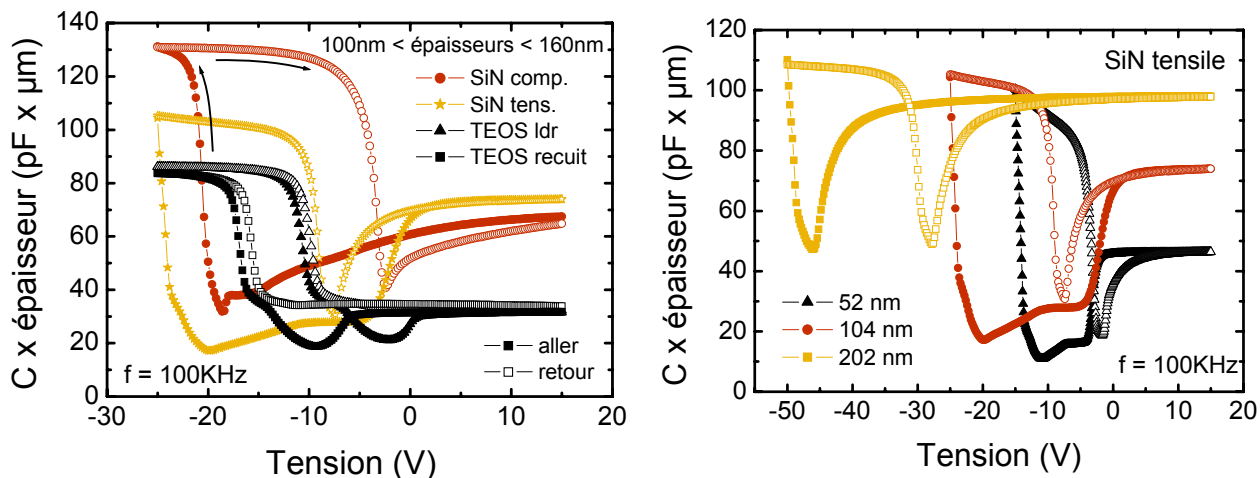 140
120
100
80
60
40
20
0
-30
-20
-10
0
10
20
C x épaisseur (pF x µm)
Tension (V)
100nm < épaisseurs < 160nm
SiN comp.
SiN tens.
TEOS ldr
TEOS recuit
aller
retour
f = 100KHz
120
100
80
60
40
20
0
-50
-40
-30
-20
-10
0
10
20
C x épaisseur (pF x µm)
Tension (V)
SiN tensile
52 nm
104 nm
202 nm
f = 100KHz